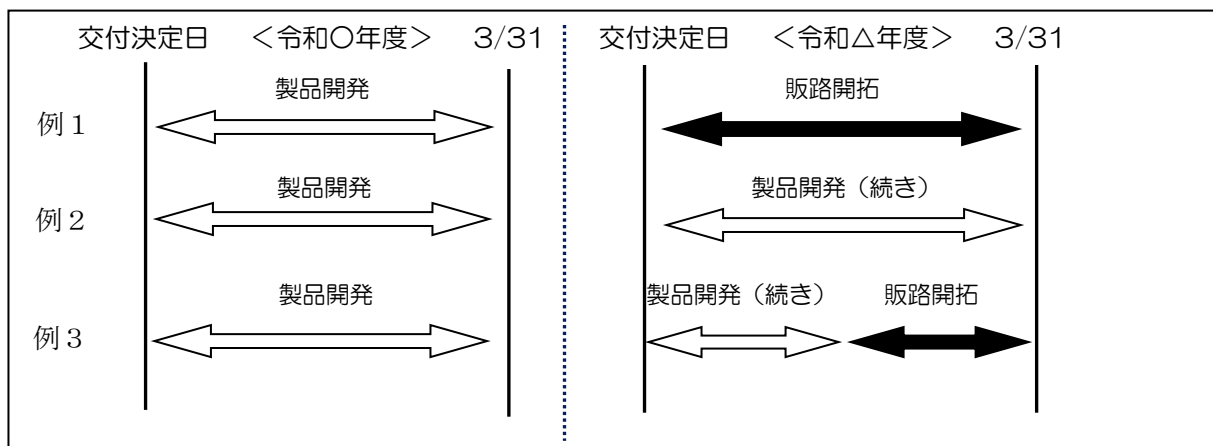 交付決定日 <令和〇年度> 3/31 交付決定日 <令和△年度> 3/31
製品開発 販路開拓
例1
製品開発 製品開発(続き)
例2
製品開発 製品開発(続き) 販路開拓
例3